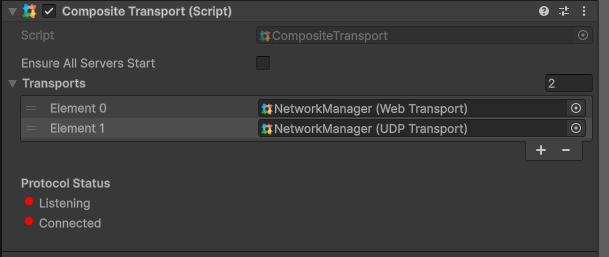 Composite Transport (Script)
Script CompositeTransport
Ensure All Servers Start
Transports 2
Element 0 NetworkManager (Web Transport)
Element 1 NetworkManager (UDP Transport)
Protocol Status
Listening
Connected